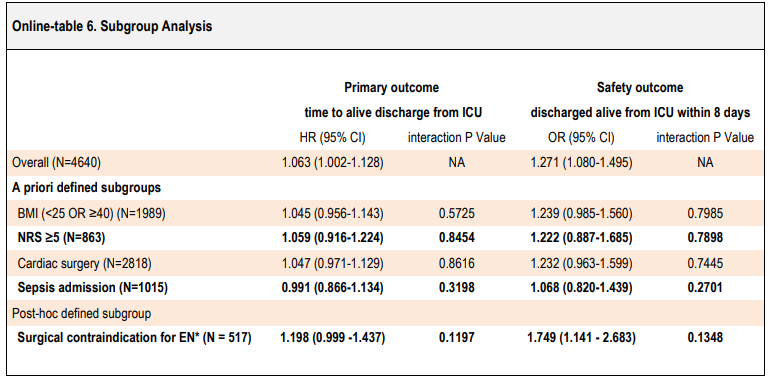 Online-table 6. Subgroup Analysis
Primary outcome Safety outcome
time to alive discharge from ICU discharged alive from ICU within 8 days
HR (95% CI) interaction P Value OR (95% CI) interaction P Value
Overall (N=4640) 1.063 (1.002-1.128) NA 1.271 (1.080-1.495) NA
A priori defined subgroups
BMI (<25 OR ≥40) (N=1989) 1.045 (0.956-1.143) 0.5725 1.239 (0.985-1.560) 0.7985
NRS ≥5 (N=863) 1.059 (0.916-1.224) 0.8454 1.222 (0.887-1.685) 0.7898
Cardiac surgery (N=2818) 1.047 (0.971-1.129) 0.8616 1.232 (0.963-1.599) 0.7445
Sepsis admission (N=1015) 0.991 (0.866-1.134) 0.3198 1.068 (0.820-1.439) 0.2701
Post-hoc defined subgroup
Surgical contraindication for EN* (N = 517) 1.198 (0.999 -1.437) 0.1197 1.749 (1.141 - 2.683) 0.1348